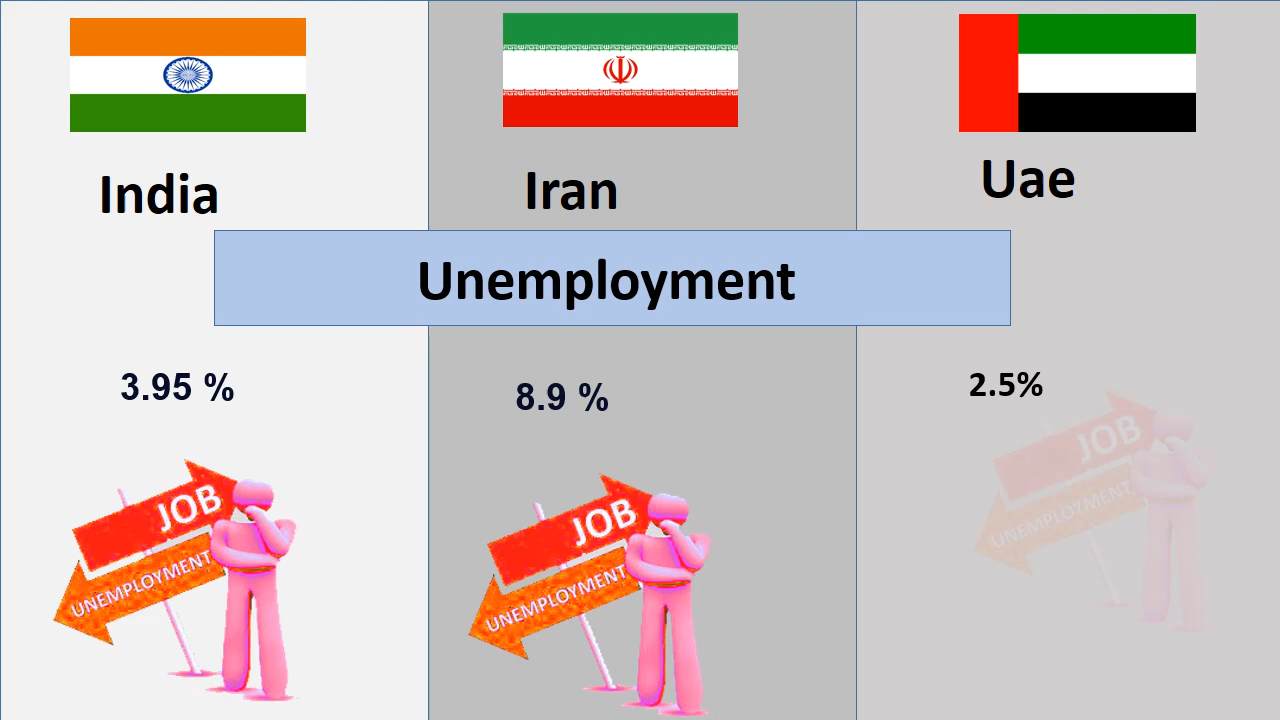 India
Iran
Uae
Unemployment
3.95 %
8.9 %
2.5%
JOB
UNEMPLOYMENT
JOB
UNEMPLOYMENT
JOB
UNEMPLOYMENT